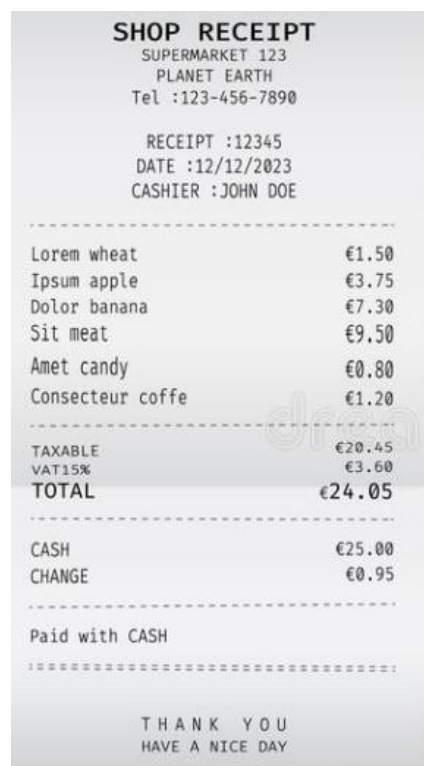 SHOP RECEIPT
SUPERMARKET 123
PLANET EARTH
Tel :123-456-7890
RECEIPT :12345
DATE :12/12/2023
CASHIER :JOHN DOE
Lorem wheat €1.50
Ipsum apple €3.75
Dolor banana €7.30
Sit meat €9.50
Amet candy €0.80
Consecteur coffe €1.20
drea
TAXABLE €20.45
VAT15% €3.60
TOTAL €24.05
CASH €25.00
CHANGE €0.95
Paid with CASH
THANK YOU
HAVE A NICE DAY